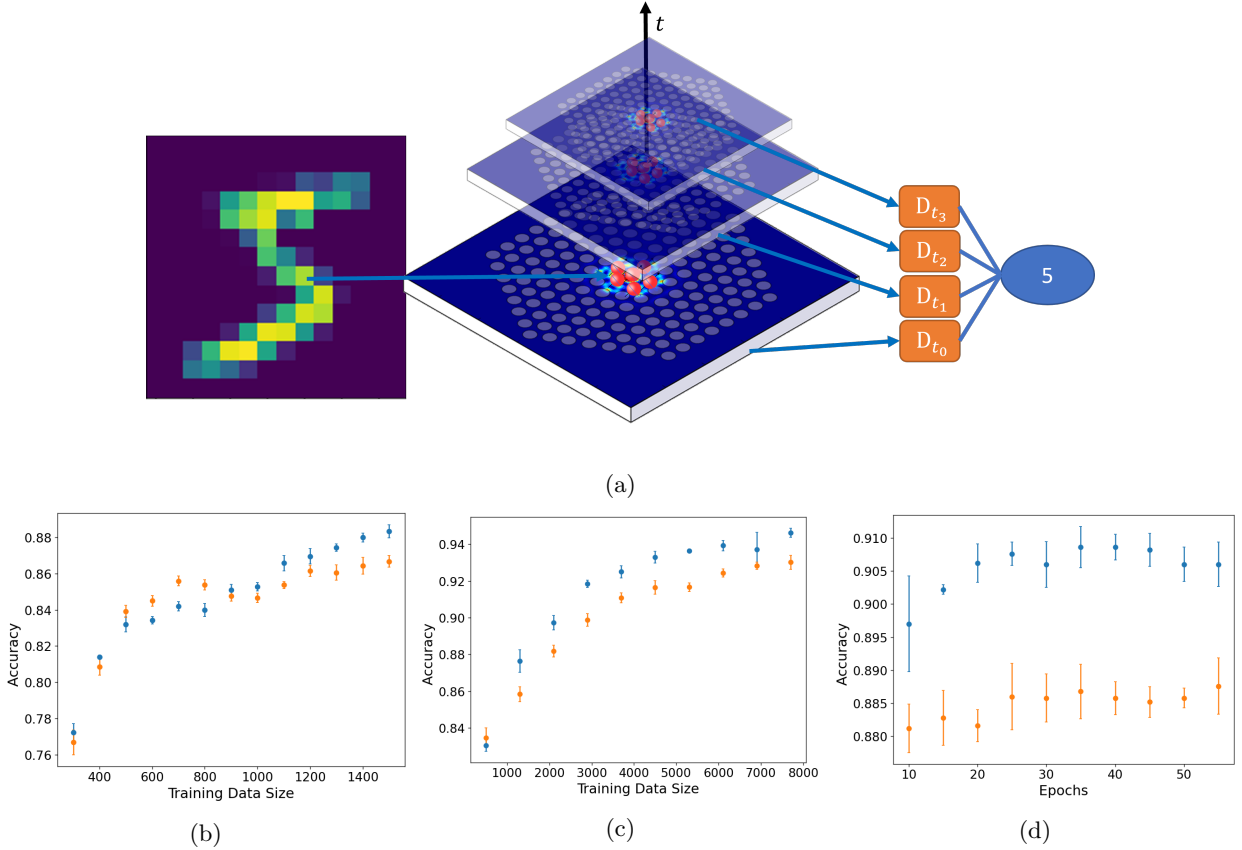 t
D_{t_3}
D_{t_2}
D_{t_1}
D_{t_0}
5
(a)
0.88
0.86
0.84
0.82
0.80
0.78
0.76
Accuracy
400 600 800 1000 1200 1400
Training Data Size
(b)
0.94
0.92
0.90
0.88
0.86
0.84
Accuracy
1000 2000 3000 4000 5000 6000 7000 8000
Training Data Size
(c)
0.910
0.905
0.900
0.895
0.890
0.885
0.880
Accuracy
10 20 30 40 50
Epochs
(d)